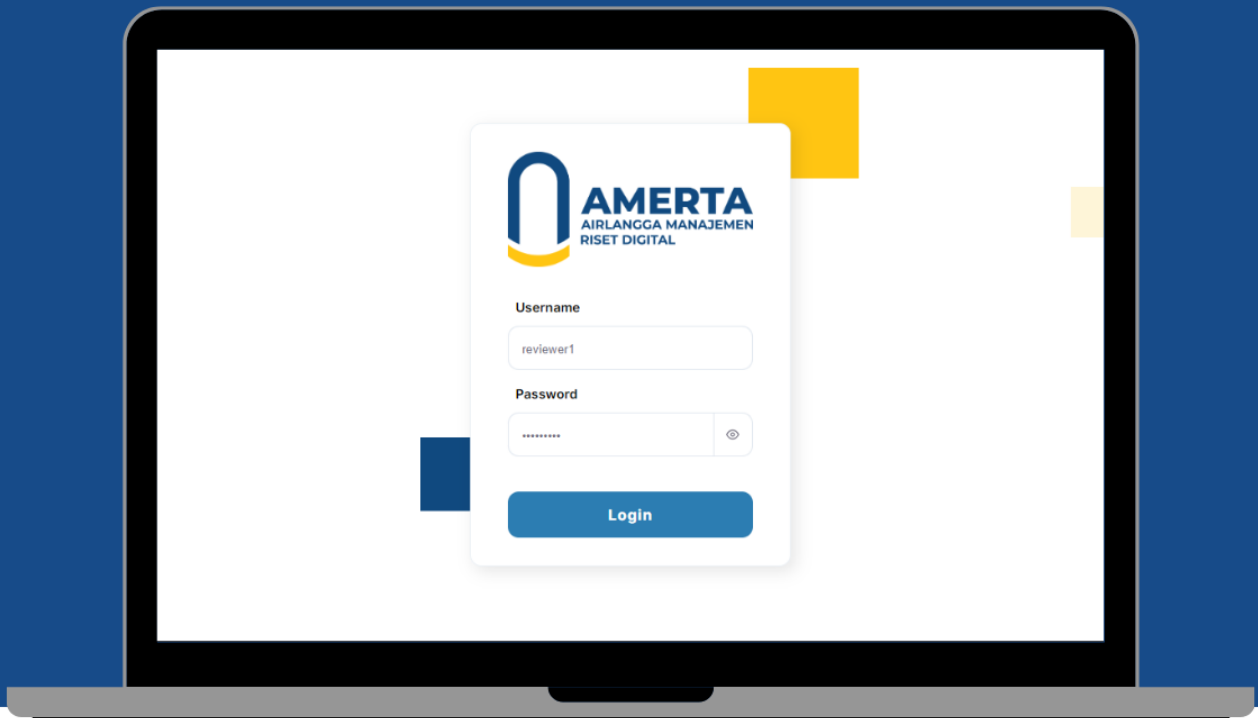 AMERTA
AIRLANGGA MANAJEMEN
RISET DIGITAL
Username
reviewer1
Password
•••••••••
Login